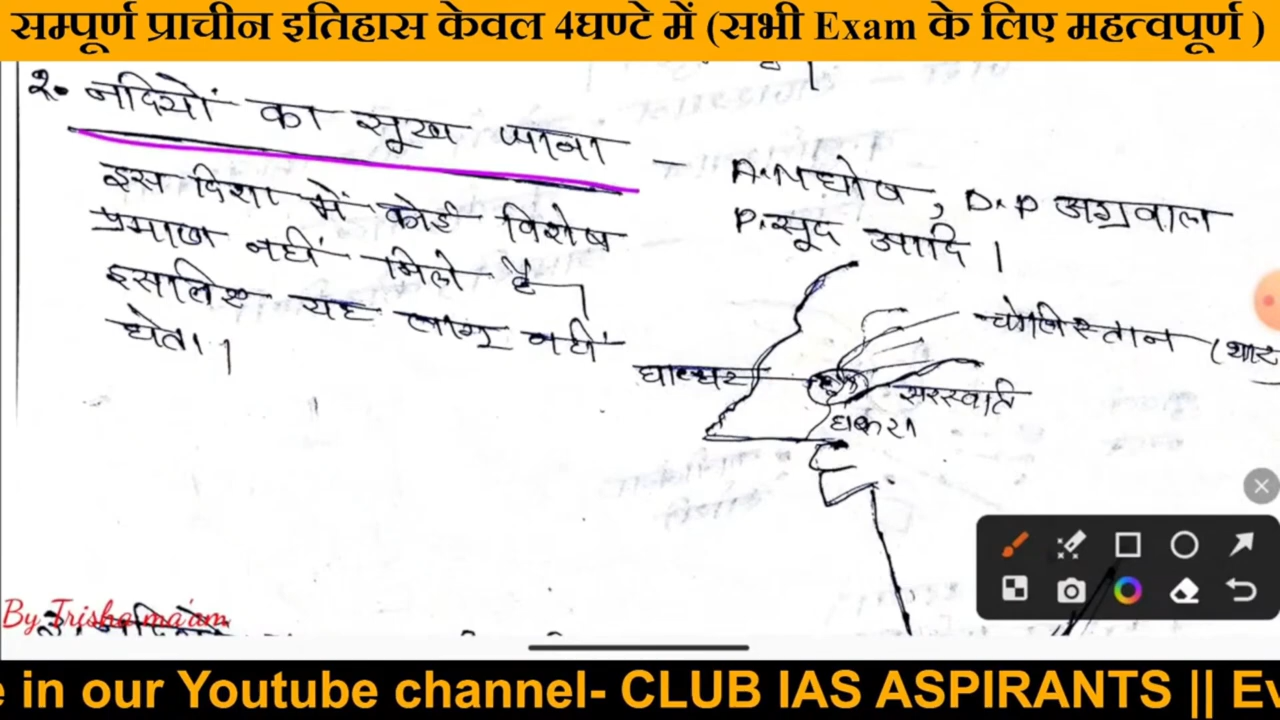 सम्पूर्ण प्राचीन इतिहास केवल 4घण्टे में (सभी Exam के लिए महत्वपूर्ण )
2. नदियों का सूख जाना – A.N घोष, D.P अग्रवाल
P.सूद आदि।
इस दिशा में कोई विशेष
प्रमाण नहीं मिले है।
इसलिए यह लागू नहीं
होता।
चोलिस्तान
घाघ्घर
सरस्वति
हाकरा
By Trisha ma'am
e in our Youtube channel- CLUB IAS ASPIRANTS || Ev